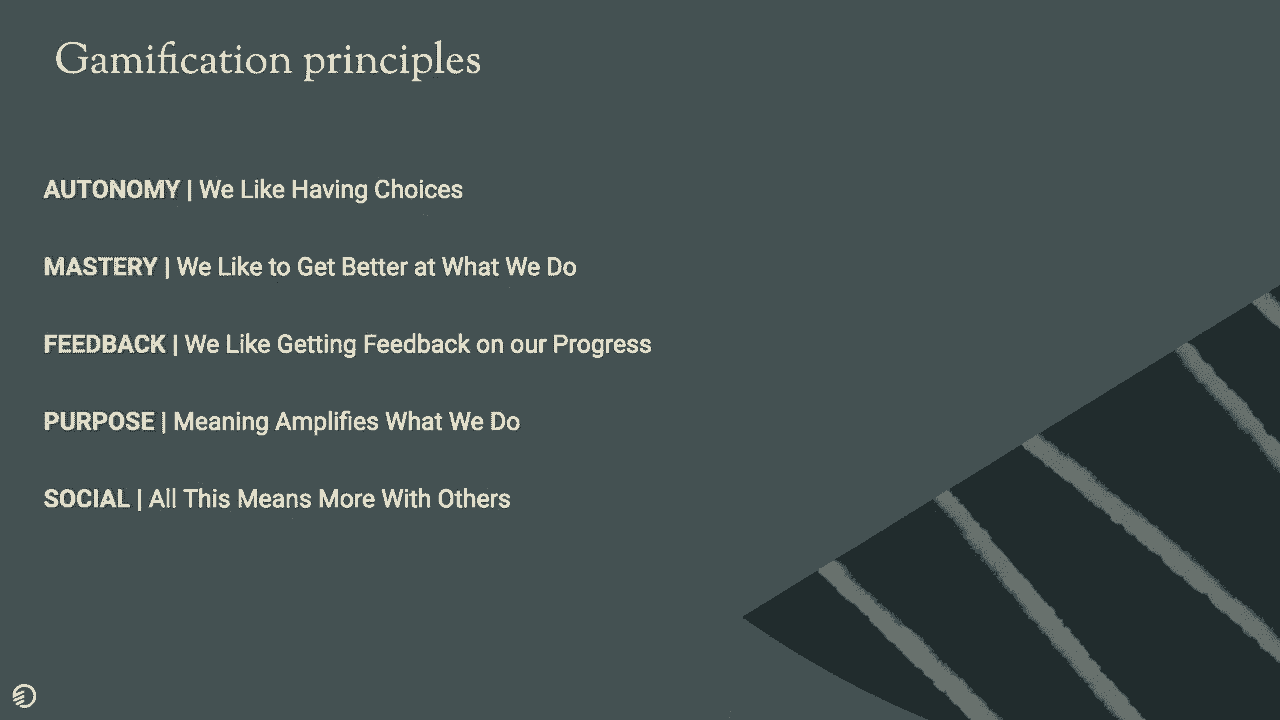 Gamification principles
AUTONOMY | We Like Having Choices
MASTERY | We Like to Get Better at What We Do
FEEDBACK | We Like Getting Feedback on our Progress
PURPOSE | Meaning Amplifies What We Do
SOCIAL | All This Means More With Others